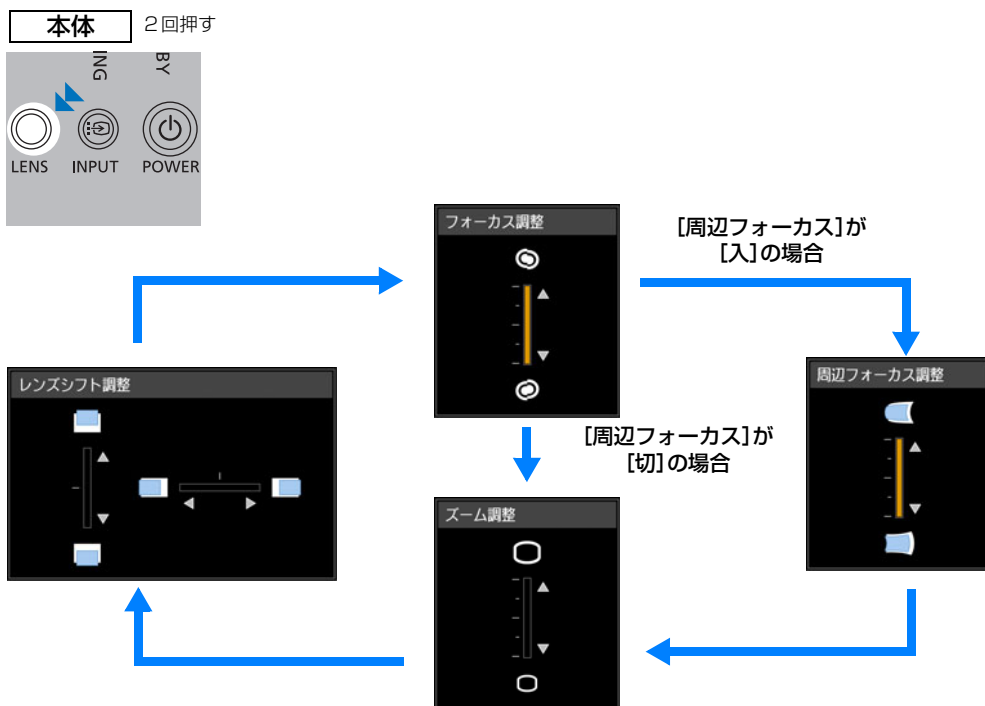 本体
2回押す
ING
BY
LENS
INPUT
POWER
フォーカス調整
[周辺フォーカス]が
[入]の場合
レンズシフト調整
周辺フォーカス調整
[周辺フォーカス]が
[切]の場合
ズーム調整